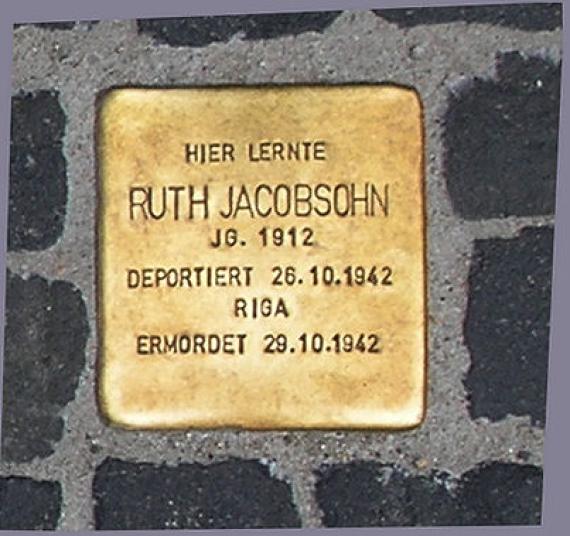 HIER LERNTE
RUTH JACOBSOHN
JG. 1912
DEPORTIERT 26.10.1942
RIGA
ERMORDET 29.10.1942